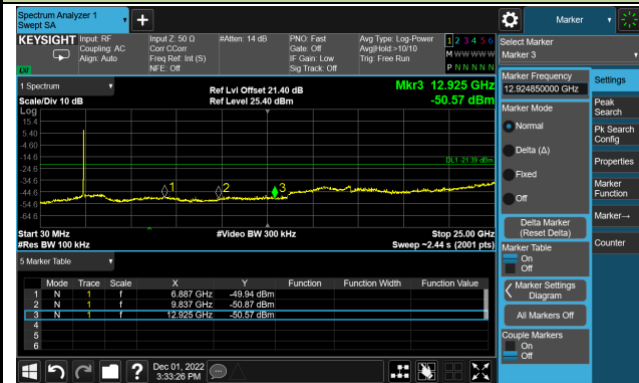 Spectrum Analyzer 1
Swept SA
Marker
KEYSIGHT
Input: RF
Coupling: AC
Align: Auto
Input Z: 50 Ω
Corr CCorr
Freq Ref: Int (S)
NFE: Off
#Atten: 14 dB
PNO: Fast
Gate: Off
IF Gain: Low
Sig Track: Off
Avg Type: Log-Power
Avg|Hold:>10/10
Trig: Free Run
1 2 3 4 5 6
M W W W W W
P N N N N N
1 Spectrum
Scale/Div 10 dB
Ref Lvl Offset 21.40 dB
Ref Level 25.40 dBm
Mkr3 12.925 GHz
-50.57 dBm
Log
15.4
5.40
-4.60
-14.6
-24.6
-34.6
-44.6
-54.6
-64.6
DL1 -21.39 dBm
1
2
3
Start 30 MHz
#Res BW 100 kHz
#Video BW 300 kHz
Stop 25.00 GHz
Sweep ~2.44 s (2001 pts)
5 Marker Table
Mode Trace Scale X Y Function Function Width Function Value
1 N 1 f 6.887 GHz -49.94 dBm
2 N 1 f 9.837 GHz -50.87 dBm
3 N 1 f 12.925 GHz -50.57 dBm
4
5
6
Select Marker
Marker 3
Marker Frequency
12.924850000 GHz
Marker Mode
Normal
Delta (Δ)
Fixed
Off
Delta Marker
(Reset Delta)
Marker Table
On
Off
Marker Settings
Diagram
All Markers Off
Couple Markers
On
Off
Settings
Peak
Search
Pk Search
Config
Properties
Marker
Function
Marker→
Counter
Dec 01, 2022
3:33:26 PM